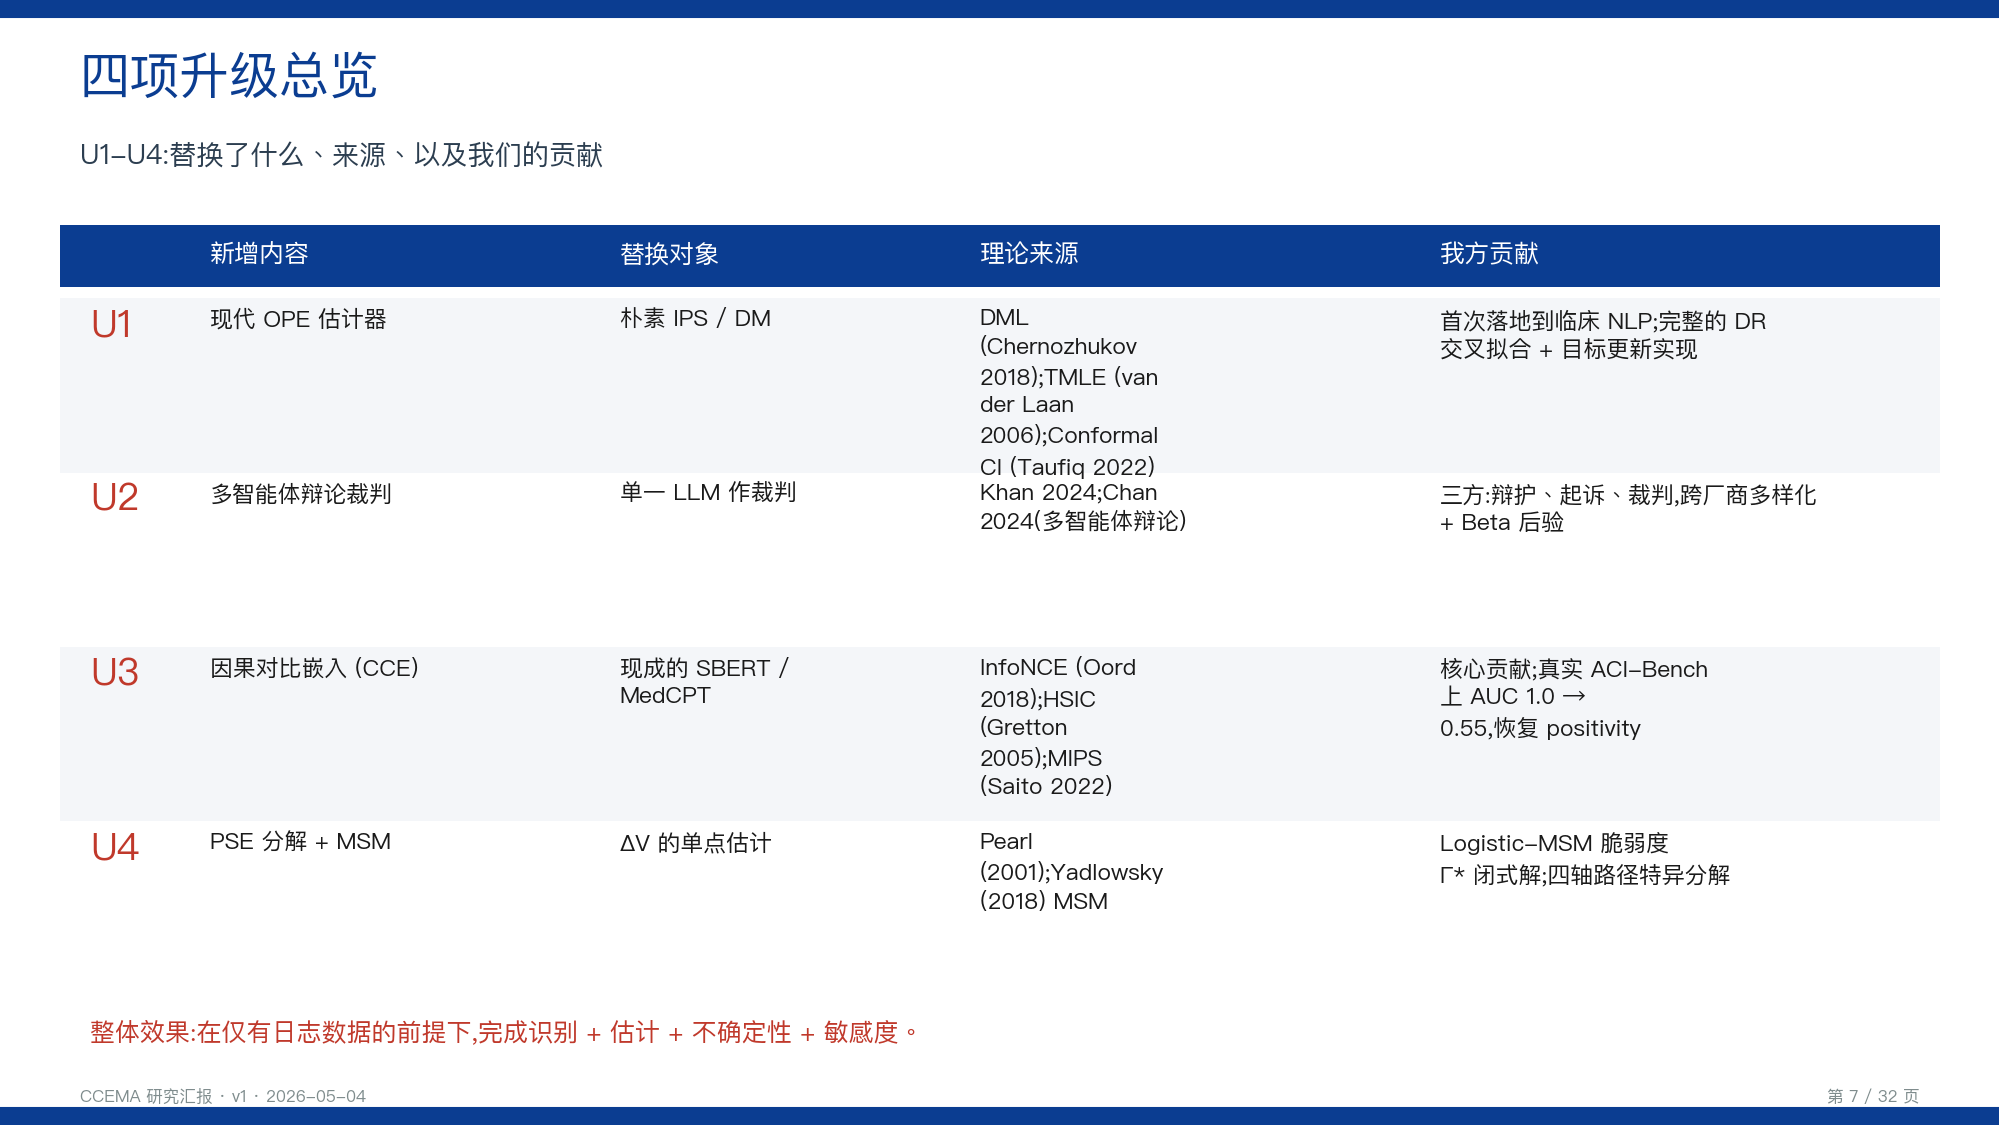 四项升级总览
U1–U4:替换了什么、来源、以及我们的贡献
新增内容
替换对象
理论来源
我方贡献
U1
现代 OPE 估计器
朴素 IPS / DM
DML
(Chernozhukov
2018);TMLE (van
der Laan
2006);Conformal
CI (Taufiq 2022)
首次落地到临床 NLP;完整的 DR
交叉拟合 + 目标更新实现
U2
多智能体辩论裁判
单一 LLM 作裁判
Khan 2024;Chan
2024(多智能体辩论)
三方:辩护、起诉、裁判,跨厂商多样化
+ Beta 后验
U3
因果对比嵌入 (CCE)
现成的 SBERT /
MedCPT
InfoNCE (Oord
2018);HSIC
(Gretton
2005);MIPS
(Saito 2022)
核心贡献;真实 ACI–Bench
上 AUC 1.0 →
0.55,恢复 positivity
U4
PSE 分解 + MSM
ΔV 的单点估计
Pearl
(2001);Yadlowsky
(2018) MSM
Logistic–MSM 脆弱度
Γ* 闭式解;四轴路径特异分解
整体效果:在仅有日志数据的前提下,完成识别 + 估计 + 不确定性 + 敏感度。
CCEMA 研究汇报 · v1 · 2026–05–04
第 7 / 32 页